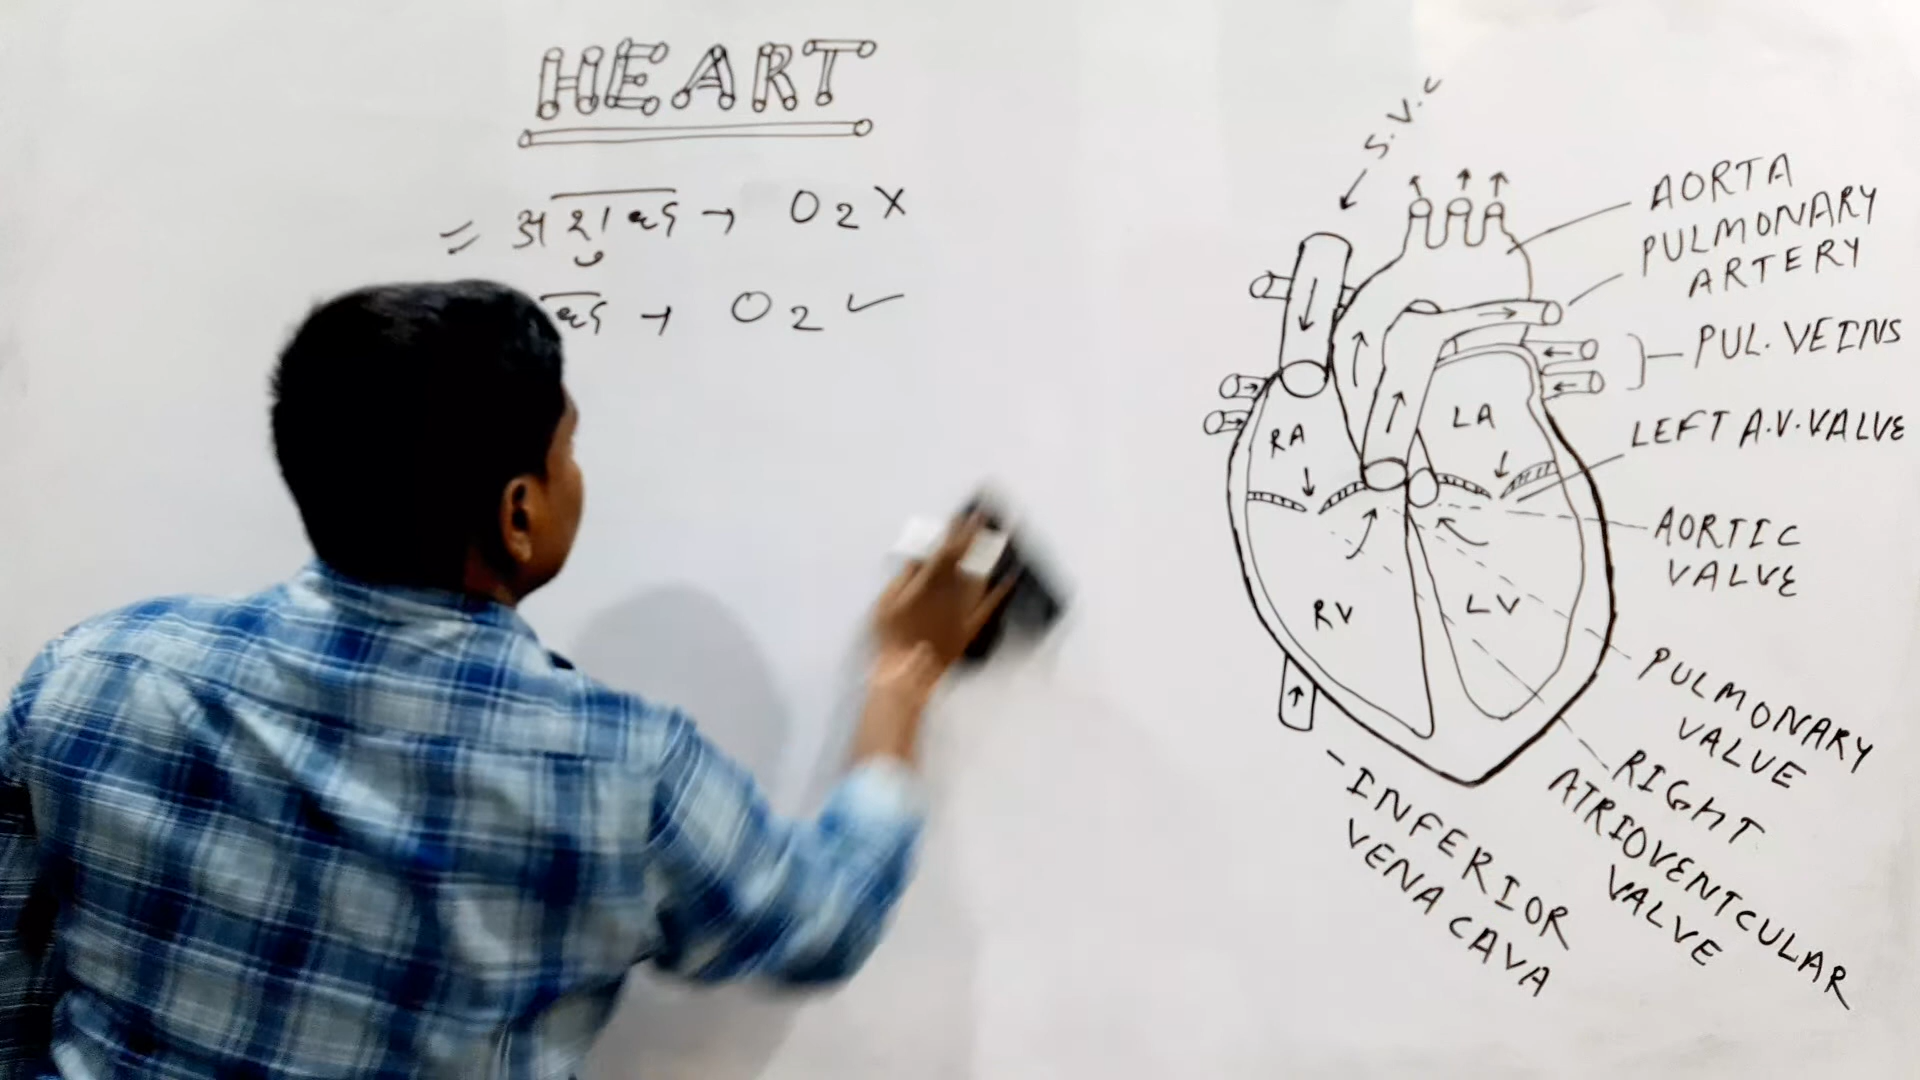 HEART
= अशुद्ध → O2 X
द्ध → O2 ✓
S.V.C
AORTA
PULMONARY
ARTERY
PUL. VEINS
LEFT A.V. VALVE
AORTIC
VALVE
PULMONARY
VALVE
RIGHT
ATRIOVENTCULAR
VALVE
INFERIOR
VENA CAVA
RA
LA
RV
LV